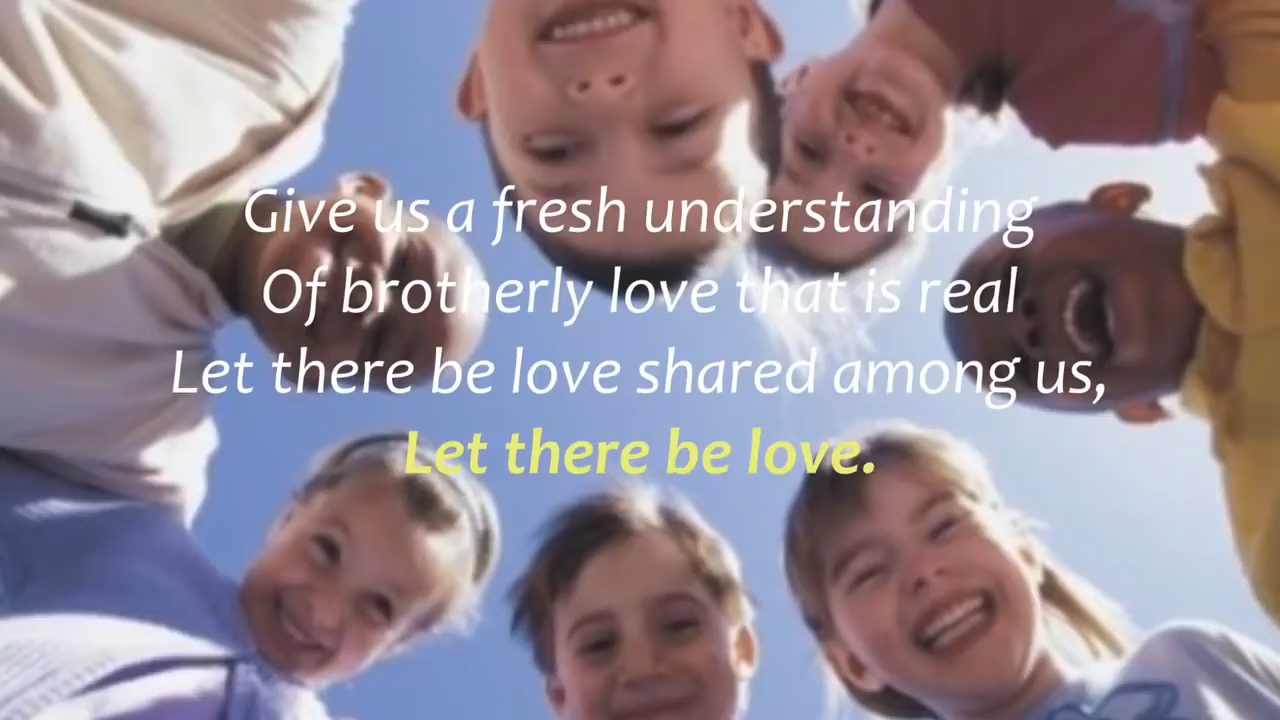 Give us a fresh understanding
Of brotherly love that is real
Let there be love shared among us,
Let there be love.